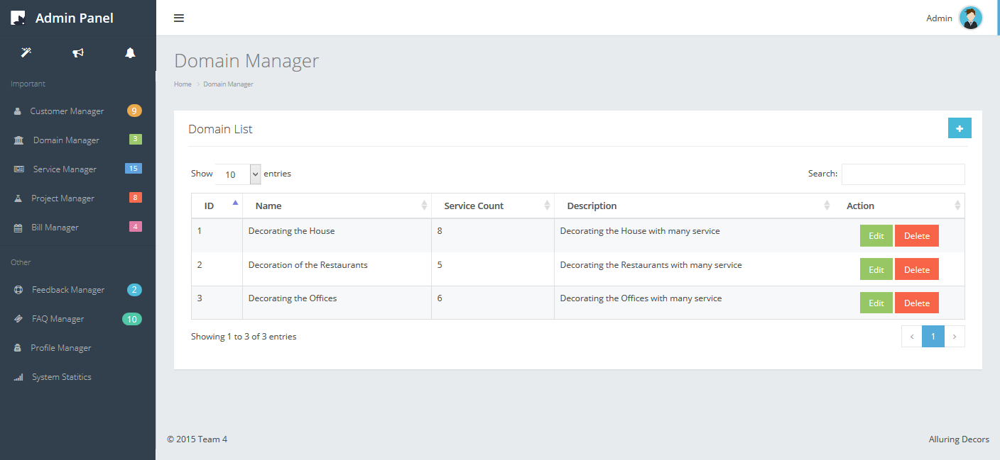 Admin Panel
Admin
Important
Customer Manager 9
Domain Manager 3
Service Manager 15
Project Manager 8
Bill Manager 4
Other
Feedback Manager 2
FAQ Manager 10
Profile Manager
System Statitics
Domain Manager
Home > Domain Manager
Domain List +
Show 10 entries Search:
ID Name Service Count Description Action
1 Decorating the House 8 Decorating the House with many service Edit Delete
2 Decoration of the Restaurants 5 Decorating the Restaurants with many service Edit Delete
3 Decorating the Offices 6 Decorating the Offices with many service Edit Delete
Showing 1 to 3 of 3 entries < 1 >
© 2015 Team 4 Alluring Decors